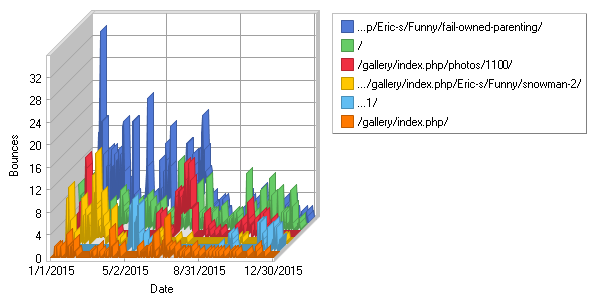 ...p/Eric-s/Funny/fail-owned-parenting/
/
/gallery/index.php/photos/1100/
.../gallery/index.php/Eric-s/Funny/snowman-2/
...1/
/gallery/index.php/
Bounces
32
28
24
20
16
12
8
4
0
1/1/2015 5/2/2015 8/31/2015 12/30/2015
Date